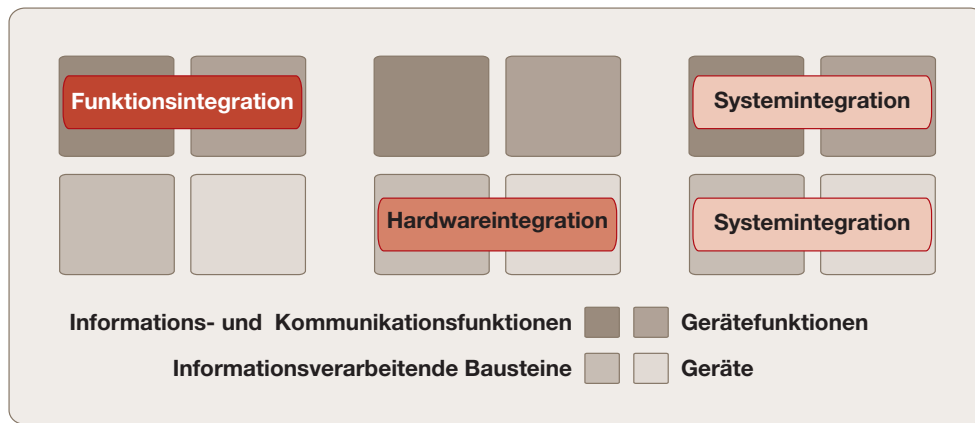 Funktionsintegration
Systemintegration
Hardwareintegration
Systemintegration
Informations- und Kommunikationsfunktionen
Gerätefunktionen
Informationsverarbeitende Bausteine
Geräte